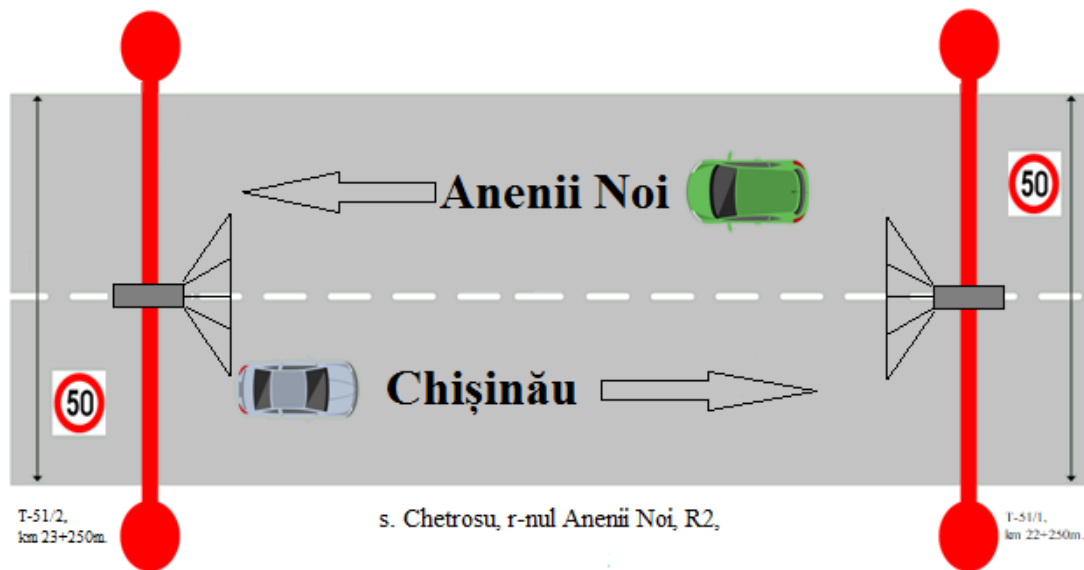 50
Anenii Noi
50
Chișinău
T-51/2,
km 23+250m.
s. Chetrosu, r-nul Anenii Noi, R2,
T-51/1,
km 22+250m.